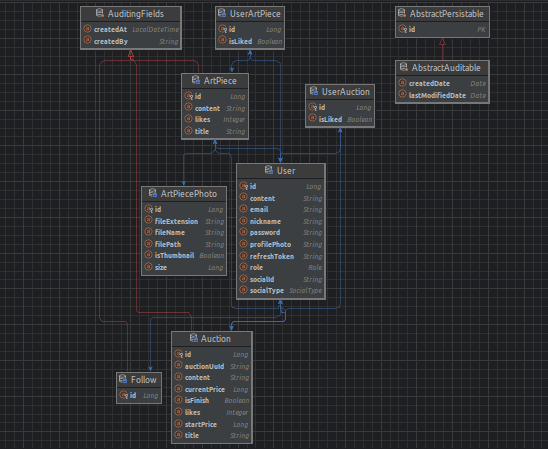 AuditingFields
createdAt LocalDateTime
createdBy String
UserArtPiece
id Long
isLiked Boolean
AbstractPersistable
id PK
AbstractAuditable
createdDate Date
lastModifiedDate Date
ArtPiece
id Long
content String
likes Integer
title String
UserAuction
id Long
isLiked Boolean
User
id Long
content String
email String
nickname String
password String
profilePhoto String
refreshToken String
role Role
socialId String
socialType SocialType
ArtPiecePhoto
id Long
fileExtension String
fileName String
filePath String
isThumbnail Boolean
size Long
Auction
id Long
auctionUuId String
content String
currentPrice Long
isFinish Boolean
likes Integer
startPrice Long
title String
Follow
id Long